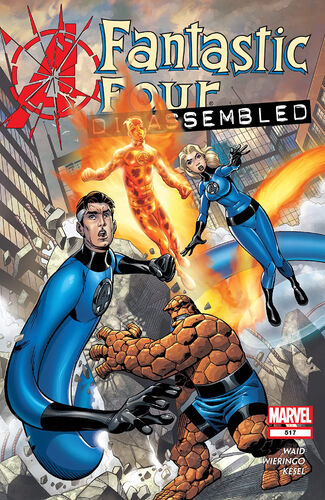 Fantastic
Four
DISASSEMBLED
MARVEL
517
WAID
WIERINGO
KESEL